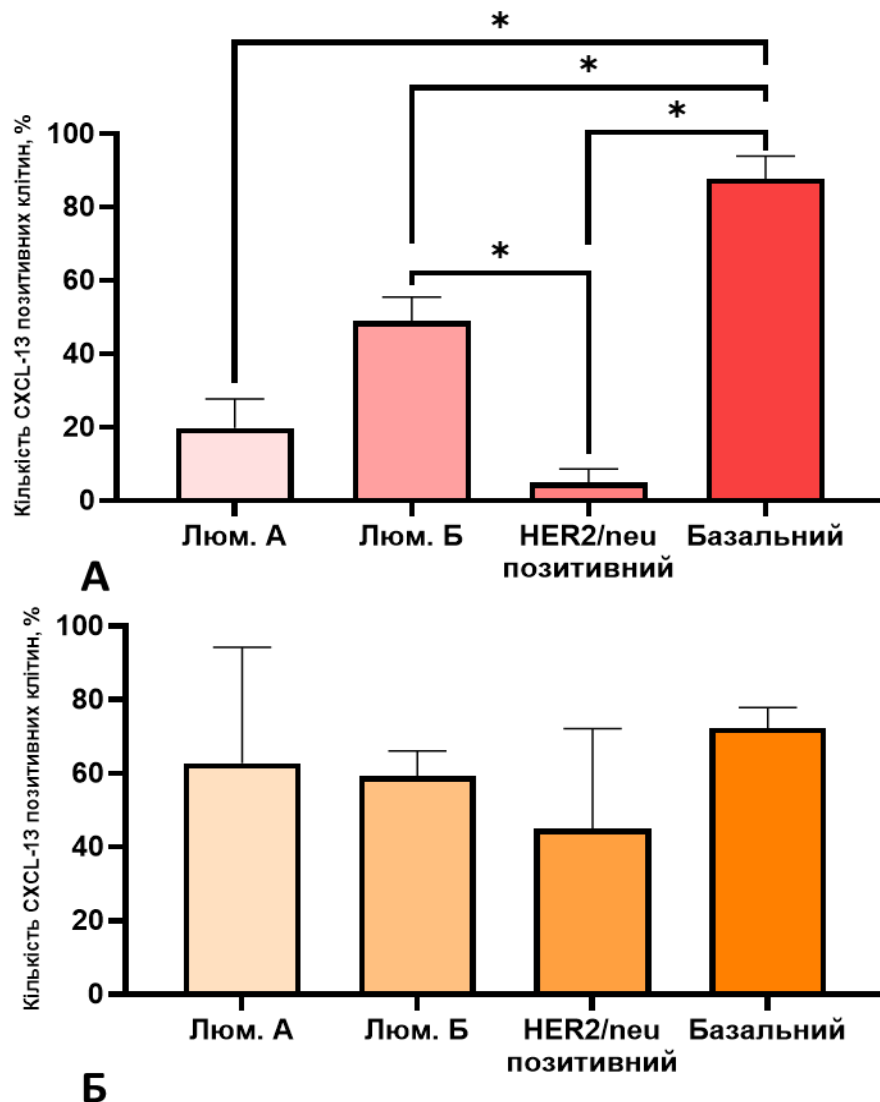 *
*
*
*
Кількість CXCL-13 позитивних клітин, %
100
80
60
40
20
0
Люм. А
Люм. Б
HER2/neu
позитивний
Базальний
А
Кількість CXCL-13 позитивних клітин, %
100
80
60
40
20
0
Люм. А
Люм. Б
HER2/neu
позитивний
Базальний
Б